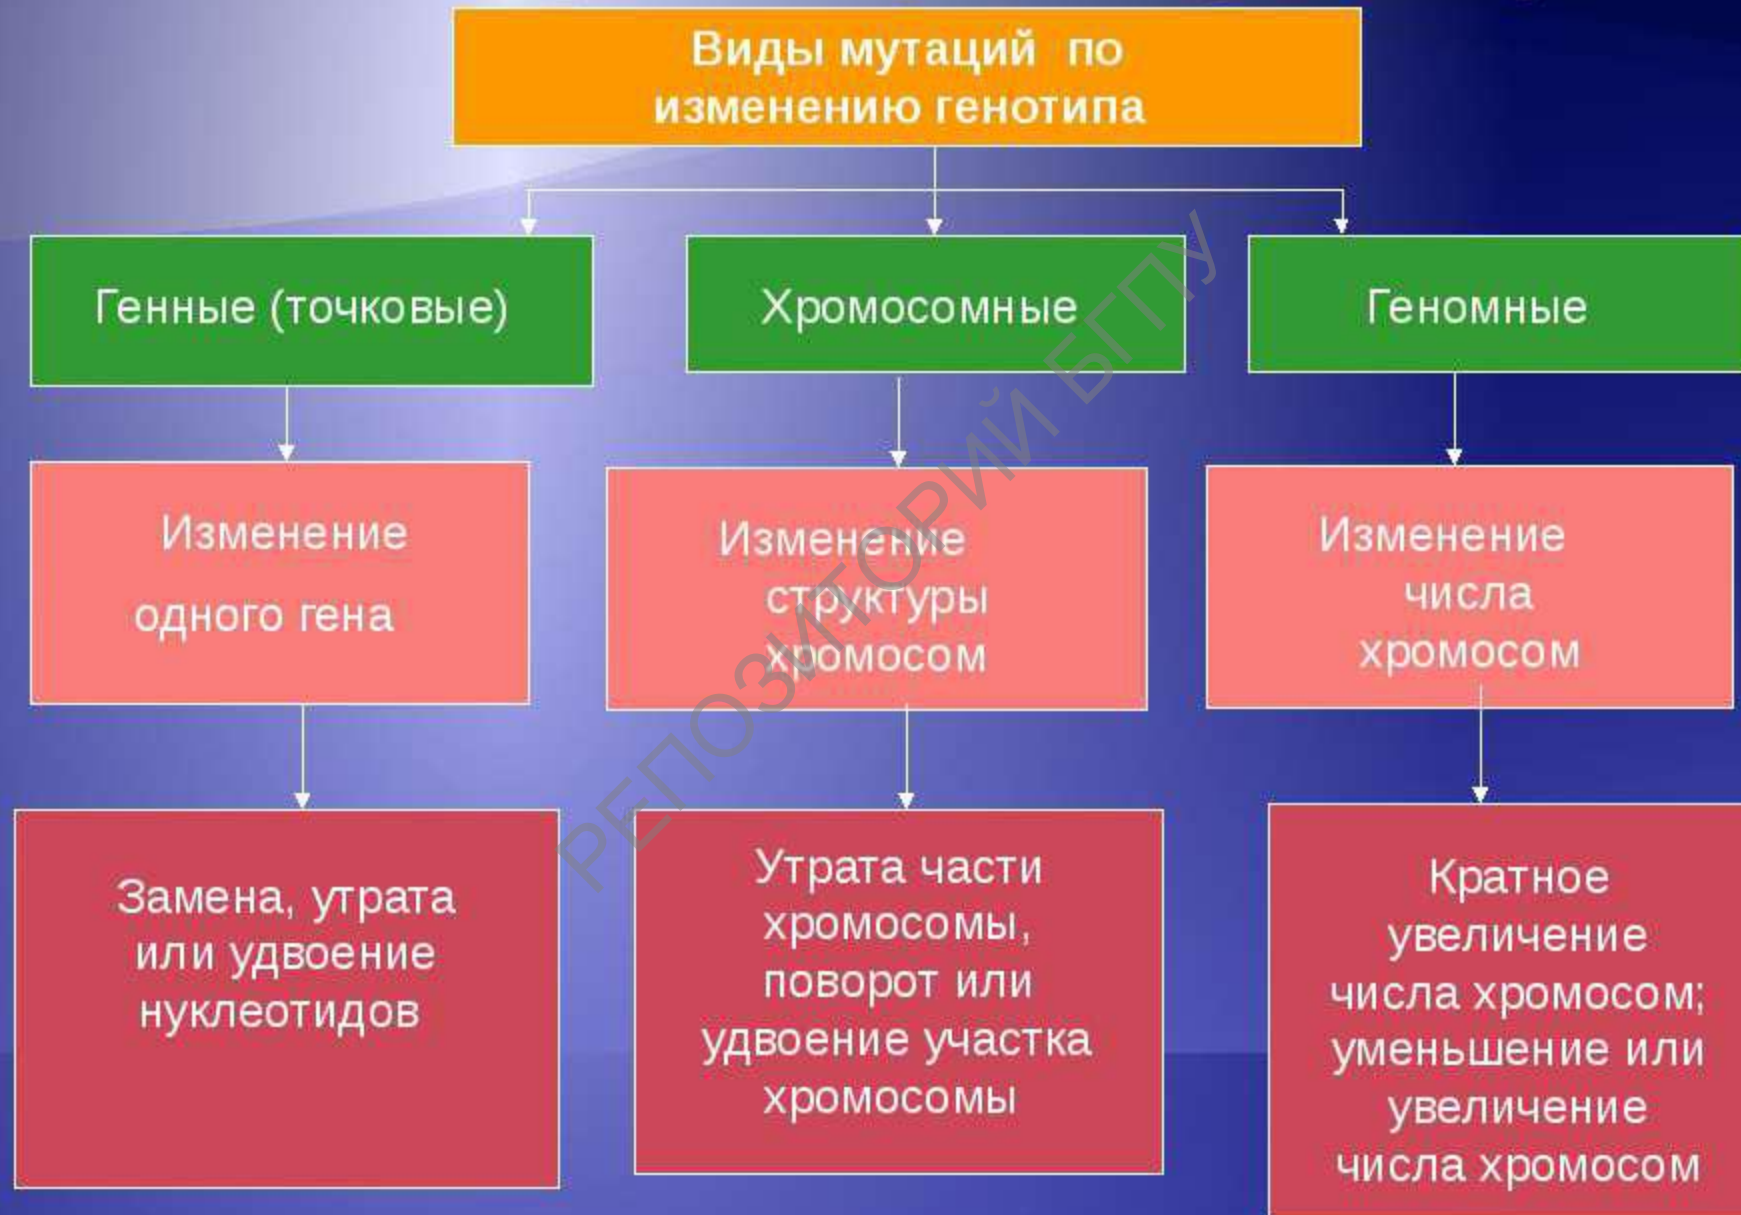 Виды мутаций по
изменению генотипа
Генные (точковые)
Хромосомные
Геномные
Изменение
одного гена
Изменение
структуры
хромосом
Изменение
числа
хромосом
Замена, утрата
или удвоение
нуклеотидов
Утрата части
хромосомы,
поворот или
удвоение участка
хромосомы
Кратное
увеличение
числа хромосом;
уменьшение или
увеличение
числа хромосом
РЕПОЗИТОРИЙ БГПУ